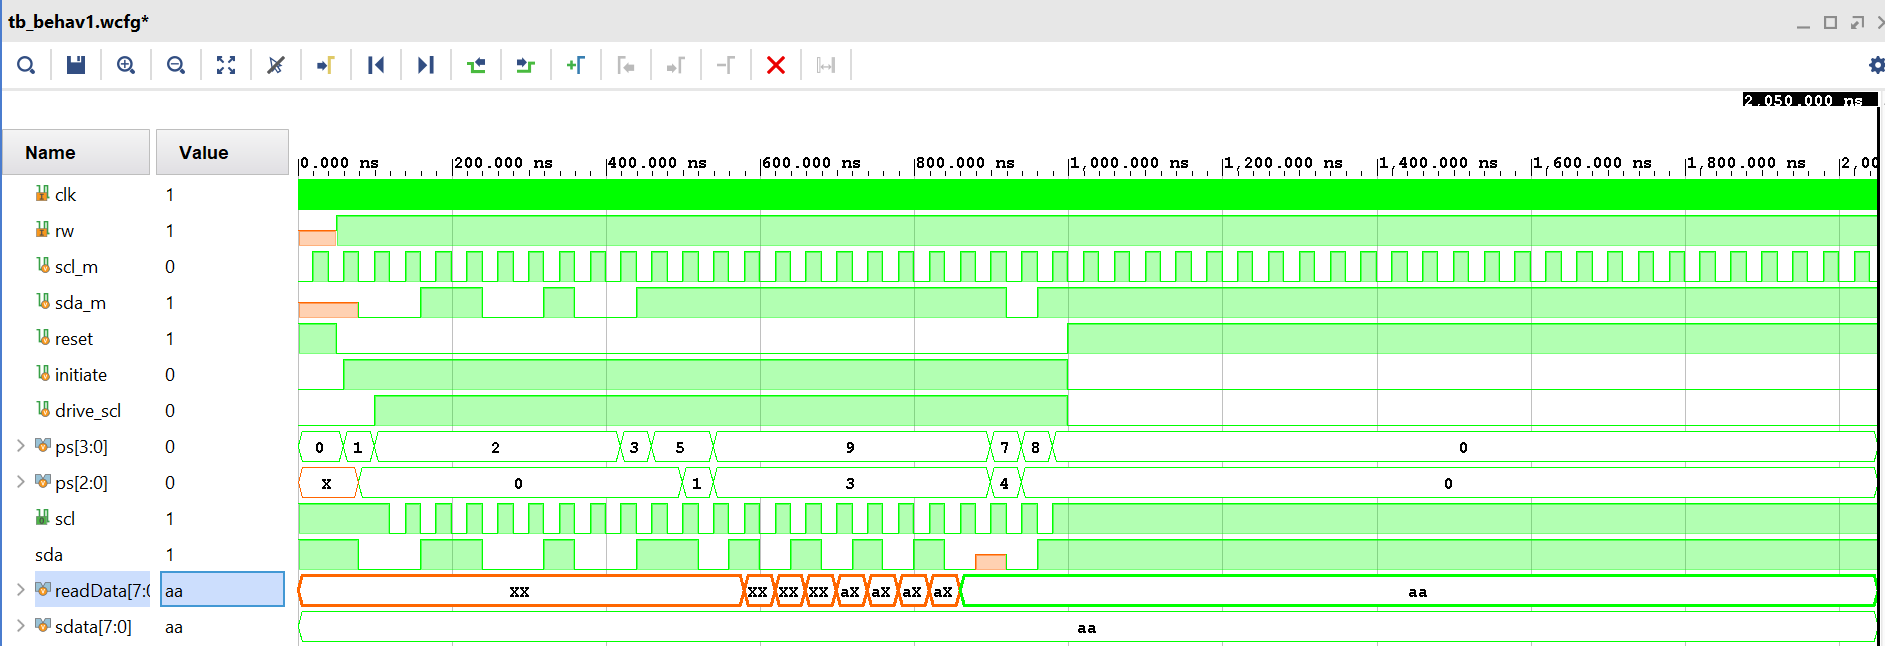 tb_behav1.wcfg*
2,050.000 ns
Name Value
0.000 ns 200.000 ns 400.000 ns 600.000 ns 800.000 ns 1,000.000 ns 1,200.000 ns 1,400.000 ns 1,600.000 ns 1,800.000 ns 2,00
clk 1
rw 1
scl_m 0
sda_m 1
reset 1
initiate 0
drive_scl 0
ps[3:0] 0 0 1 2 3 5 9 7 8 0
ps[2:0] 0 X 0 1 3 4 0
scl 1
sda 1
readData[7:0 aa XX XX XX XX aX aX aX aX aa
sdata[7:0] aa aa